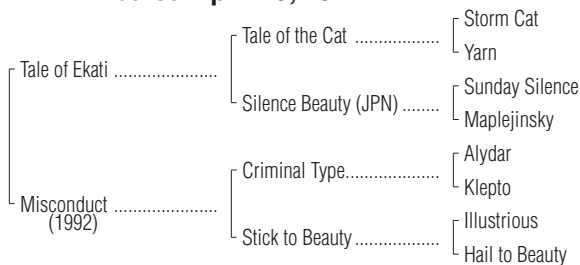 Storm Cat
Tale of the Cat ..................
Yarn
Tale of Ekati ......................
Sunday Silence
Silence Beauty (JPN) ........
Maplejinsky
Alydar
Criminal Type....................
Klepto
Misconduct ......................
(1992)
Illustrious
Stick to Beauty ..................
Hail to Beauty